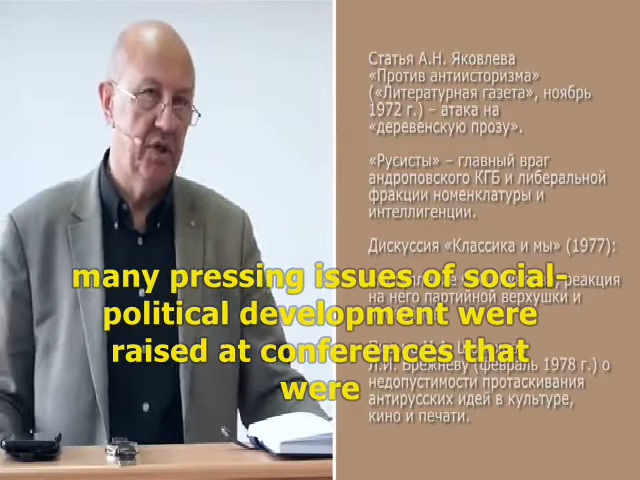 Статья А.Н. Яковлева
«Против антиисторизма»
(«Литературная газета», ноябрь
1972 г.) – атака на
«деревенскую прозу».
«Русисты» – главный враг
андроповского КГБ и либеральной
фракции номенклатуры и
интеллигенции.
Дискуссия «Классика и мы» (1977):
реакция
на него партийной верхушки и
Л.И. Брежневу (февраль 1978 г.) о
недопустимости протаскивания
антирусских идей в культуре,
кино и печати.
many pressing issues of social-
political development were
raised at conferences that
were